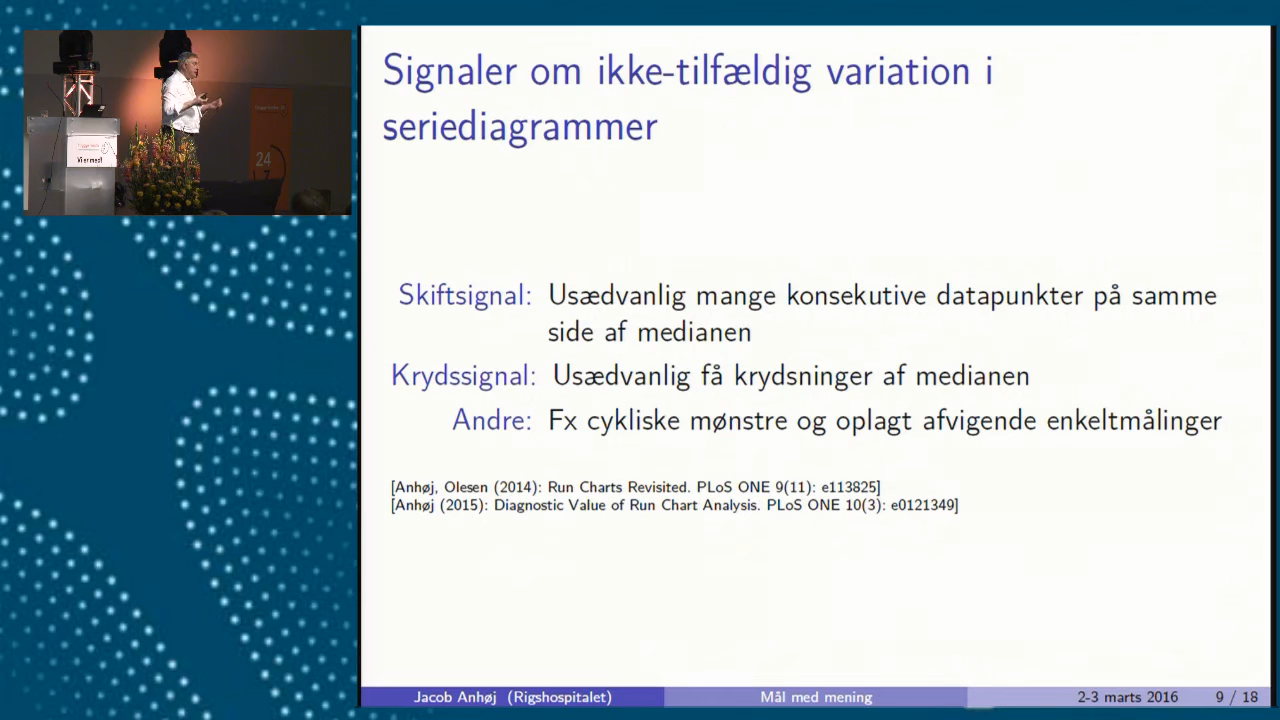 Signaler om ikke-tilfældig variation i
seriediagrammer
Skiftsignal: Usædvanlig mange konsekutive datapunkter på samme
side af medianen
Krydssignal: Usædvanlig få krydsninger af medianen
Andre: Fx cykliske mønstre og oplagt afvigende enkeltmålinger
[Anhøj, Olesen (2014): Run Charts Revisited. PLoS ONE 9(11): e113825]
[Anhøj (2015): Diagnostic Value of Run Chart Analysis. PLoS ONE 10(3): e0121349]
Jacob Anhøj (Rigshospitalet) Mål med mening 2-3 marts 2016 9 / 18
Vi er med!
24